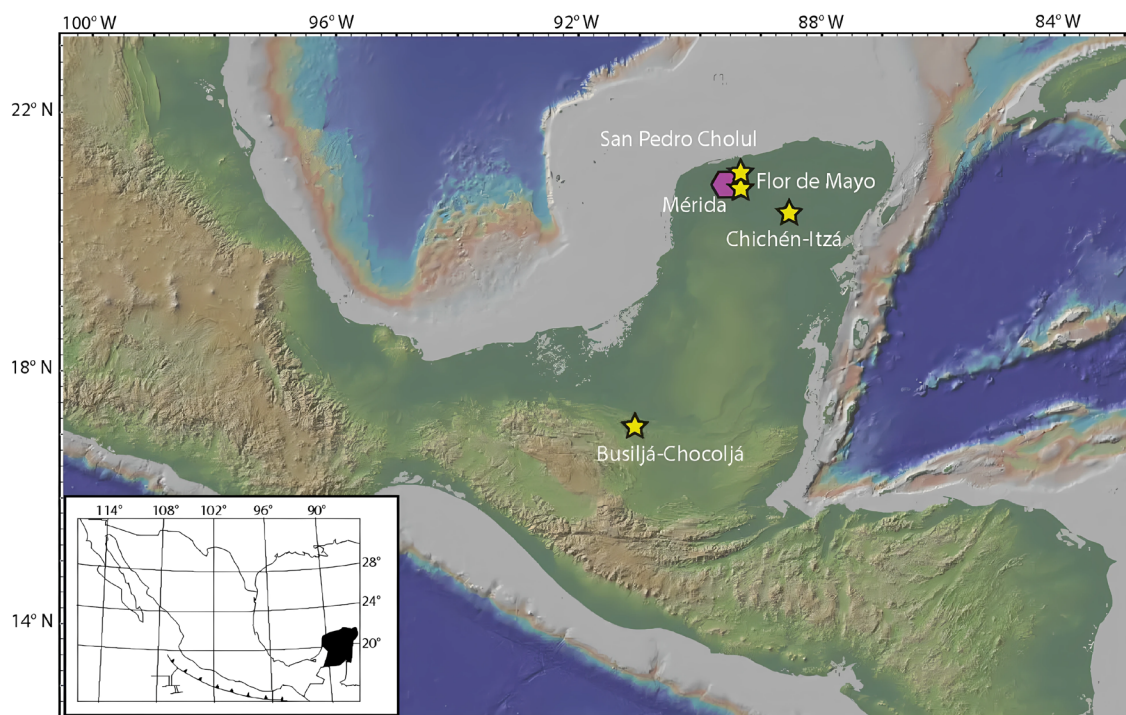 100°W 96°W 92°W 88°W 84°W
22° N
San Pedro Cholul
Flor de Mayo
Mérida
Chichén-Itzá
18° N
Busiljá-Chocoljá
114° 108° 102° 96° 90°
28°
24°
20°
14° N